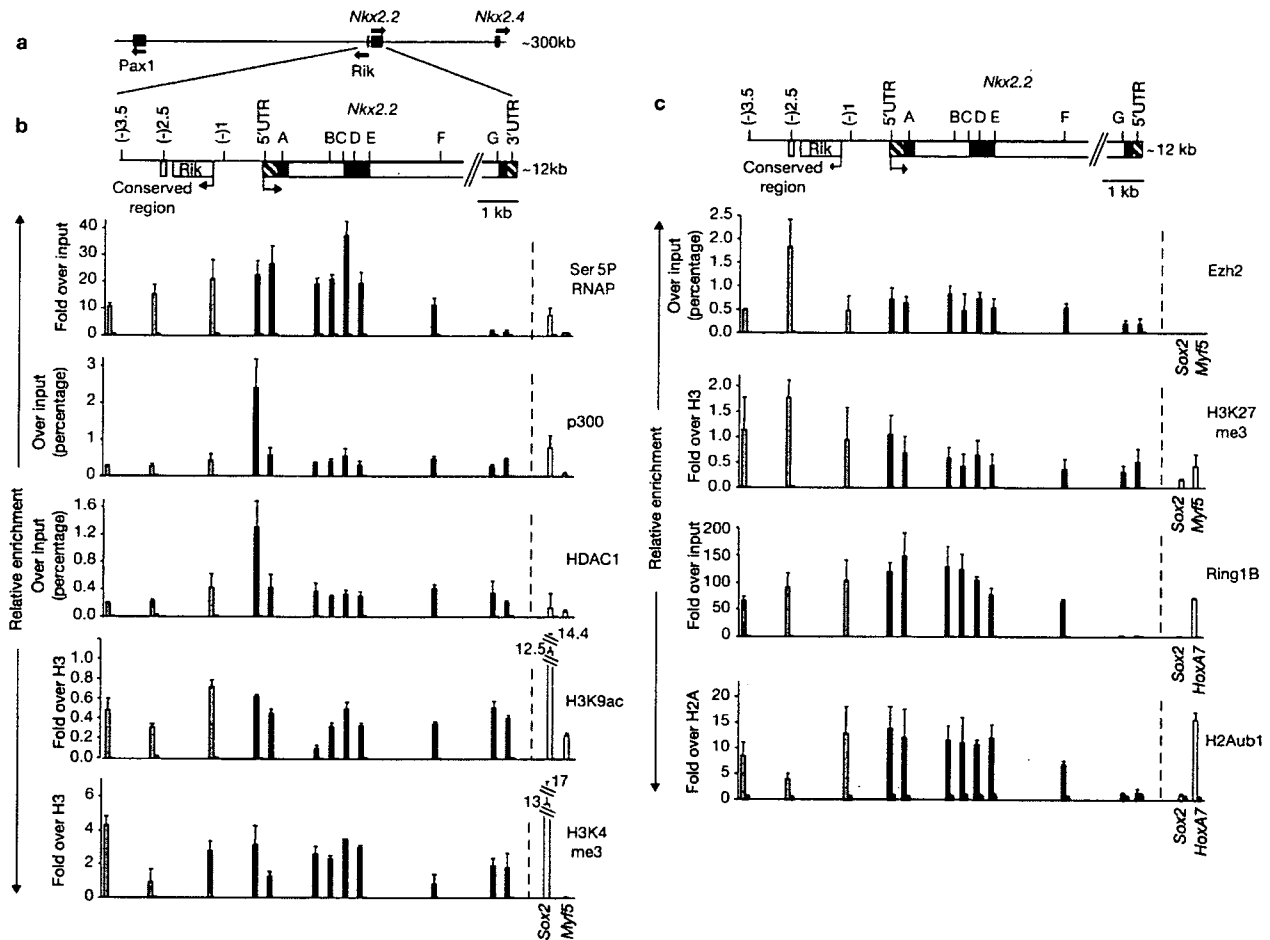 a
Nkx2.2
Nkx2.4
~300kb
Pax1
Rik
b
(-)3.5
(-)2.5
(-)1
5'UTR
Nkx2.2
A
B
C
D
E
F
G
3'UTR
Rik
~12kb
Conserved
region
1 kb
Relative enrichment
Fold over input
40
30
20
10
0
Ser 5P
RNAP
Over input
(percentage)
3
2
1
0
p300
Over input
(percentage)
1.6
1.2
0.8
0.4
0
HDAC1
Fold over H3
1.0
0.8
0.6
0.4
0.2
0.0
12.5
14.4
H3K9ac
Fold over H3
6
4
2
0
13
17
H3K4
me3
Sox2
Myf5
c
(-)3.5
(-)2.5
(-)1
5'UTR
Nkx2.2
A
B
C
D
E
F
G
5'UTR
Rik
~12 kb
Conserved
region
1 kb
Relative enrichment
Over input
(percentage)
2.5
2.0
1.5
1.0
0.5
0.0
Ezh2
Sox2
Myf5
Fold over H3
2.0
1.5
1.0
0.5
0.0
H3K27
me3
Sox2
Myf5
Fold over input
200
150
100
50
0
Ring1B
Sox2
HoxA7
Fold over H2A
20
15
10
5
0
H2Aub1
Sox2
HoxA7